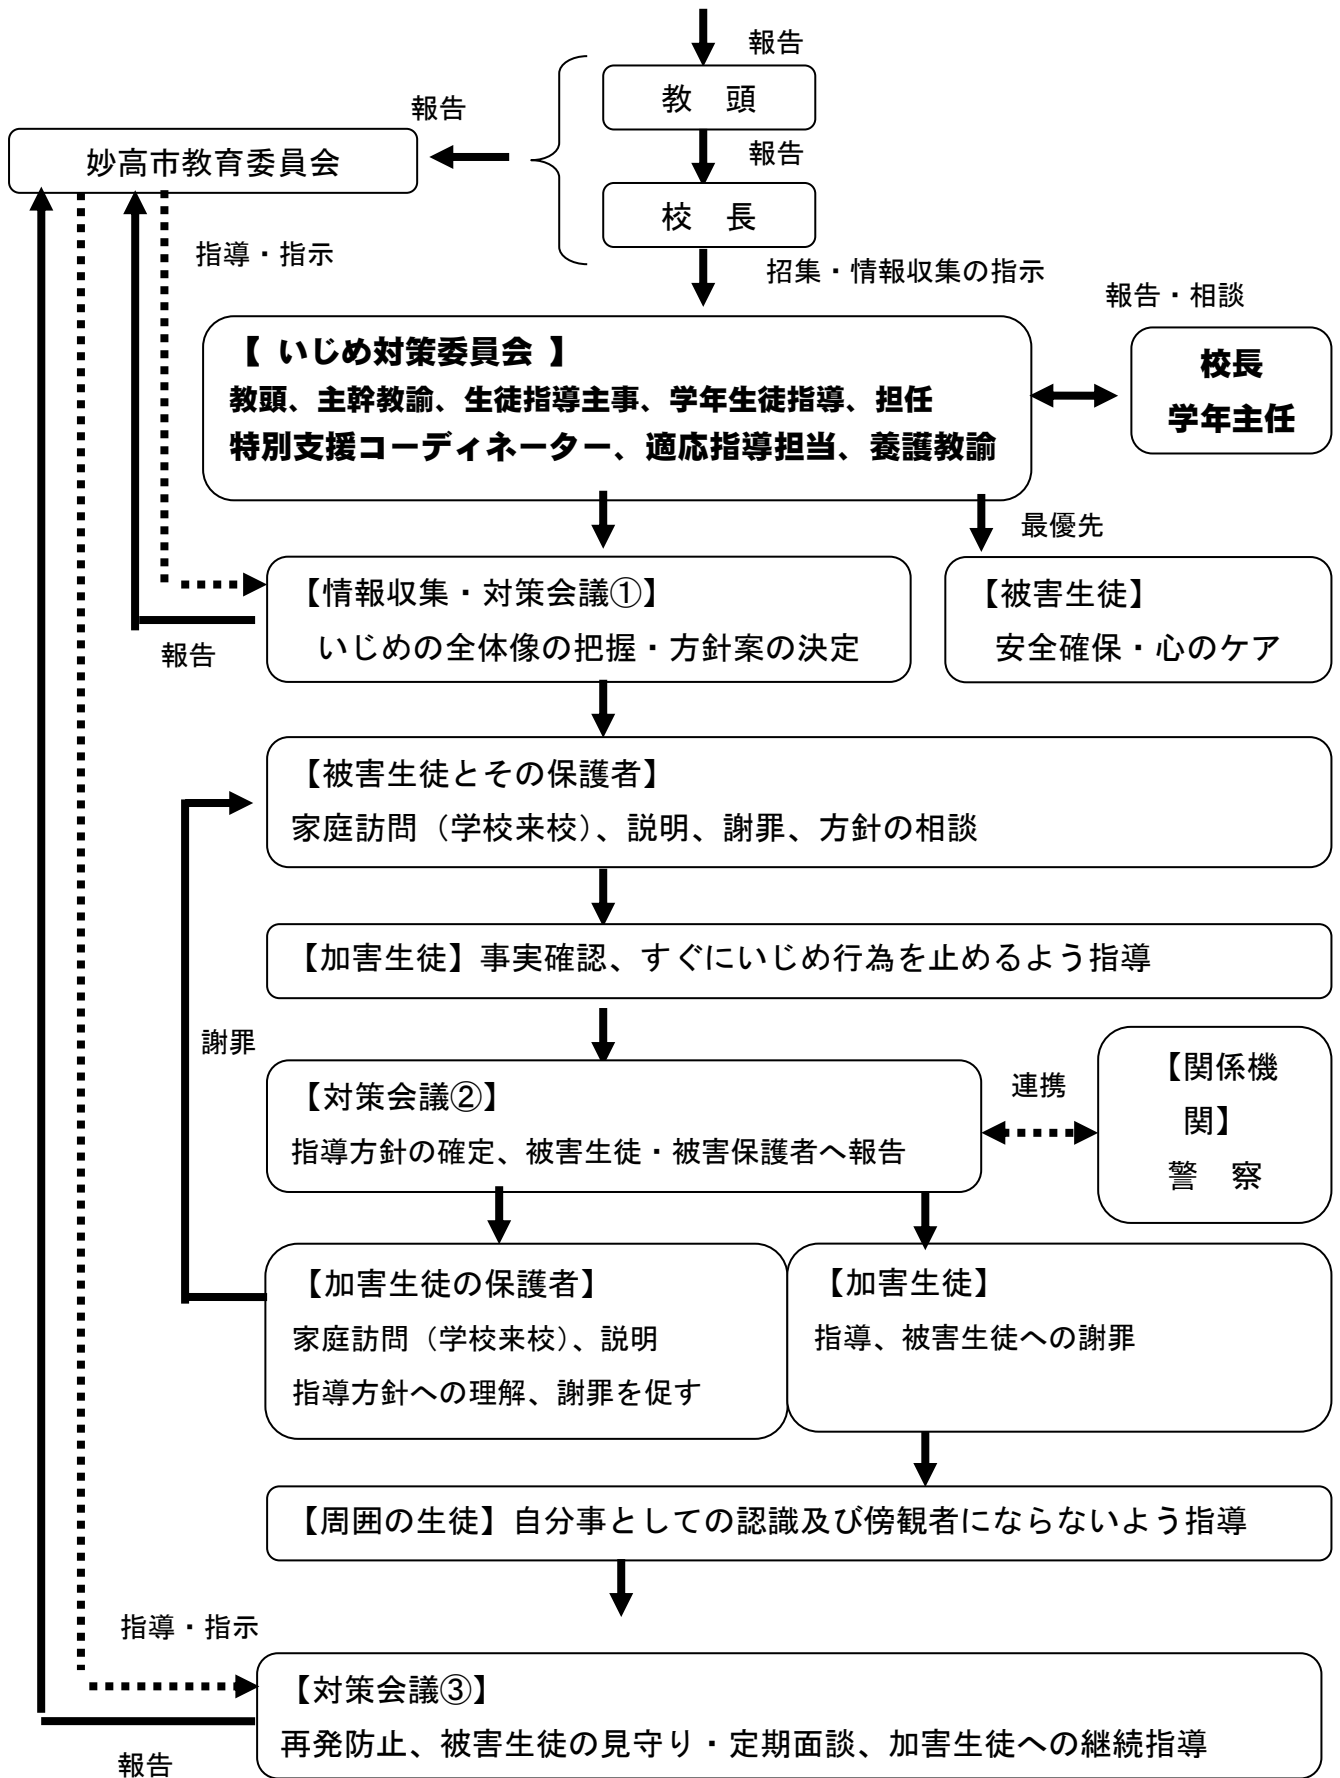 報告
教　頭
報告
報告
妙高市教育委員会
校　長
指導・指示
招集・情報収集の指示
報告・相談
【 いじめ対策委員会 】
教頭、主幹教諭、生徒指導主事、学年生徒指導、担任
特別支援コーディネーター、適応指導担当、養護教諭
校長
学年主任
最優先
【情報収集・対策会議①】
いじめの全体像の把握・方針案の決定
【被害生徒】
安全確保・心のケア
報告
【被害生徒とその保護者】
家庭訪問（学校来校）、説明、謝罪、方針の相談
【加害生徒】事実確認、すぐにいじめ行為を止めるよう指導
謝罪
【対策会議②】
指導方針の確定、被害生徒・被害保護者へ報告
連携
【関係機
関】
警　察
【加害生徒の保護者】
家庭訪問（学校来校）、説明
指導方針への理解、謝罪を促す
【加害生徒】
指導、被害生徒への謝罪
【周囲の生徒】自分事としての認識及び傍観者にならないよう指導
指導・指示
【対策会議③】
再発防止、被害生徒の見守り・定期面談、加害生徒への継続指導
報告